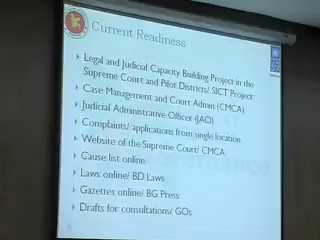 Current Readiness
Legal and Judicial Capacity Building Project in the
Supreme Court and Pilot Districts/ SICT Project
Case Management and Court Admin (CMCA)
Judicial Administrative Officer (JAO)
Complaints/ applications from single location
Website of the Supreme Court/ CMCA
Cause list online
Laws online/ BD Laws
Gazettes online/ BG Press
Drafts for consultations/ GOs